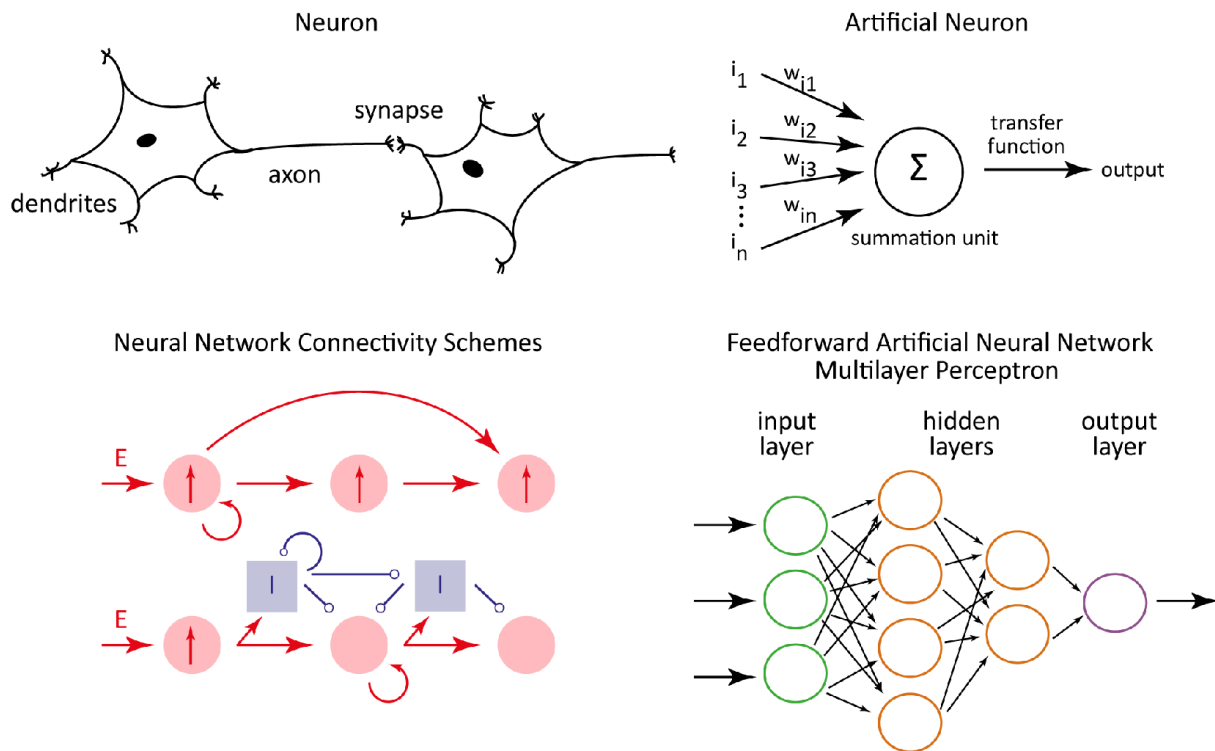 Neuron
synapse
axon
dendrites
Artificial Neuron
i1
wi1
i2
wi2
i3
wi3
in
win
Σ
summation unit
transfer
function
output
Neural Network Connectivity Schemes
E
I
I
E
Feedforward Artificial Neural Network
Multilayer Perceptron
input
layer
hidden
layers
output
layer